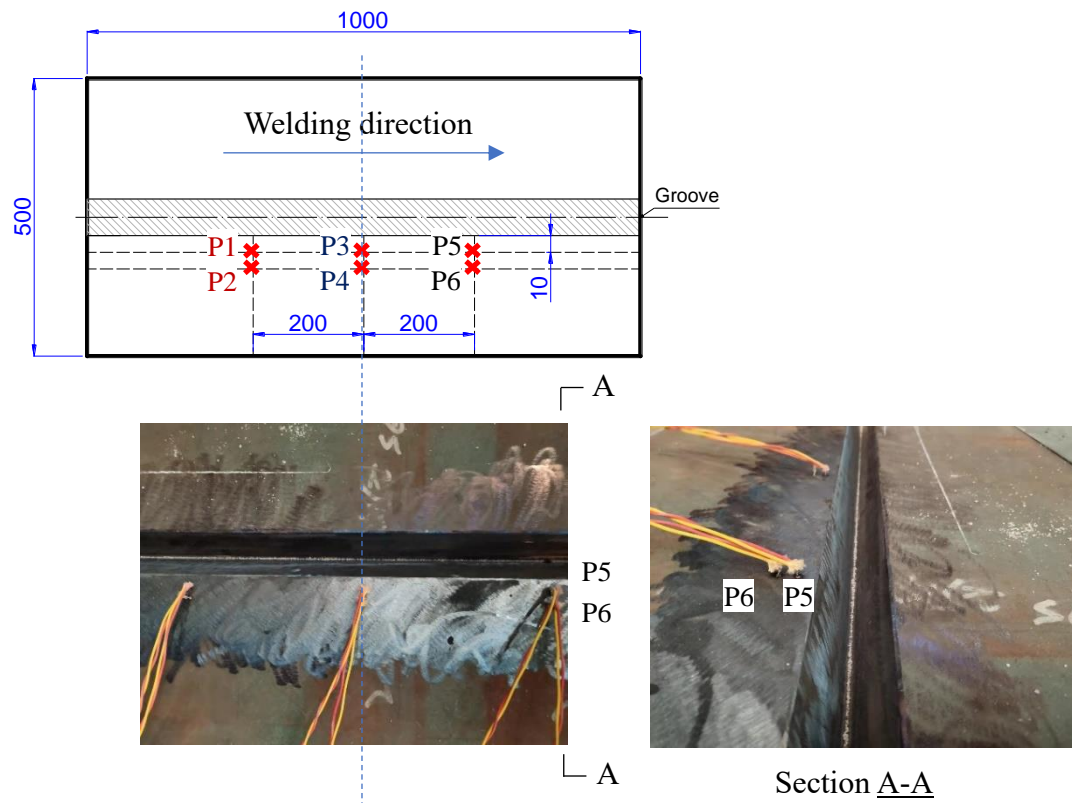 1000
Welding direction
500
Groove
P1 P3 P5
P2 P4 P6
10
200 200
A
P5
P6
A
P6 P5
Section A-A